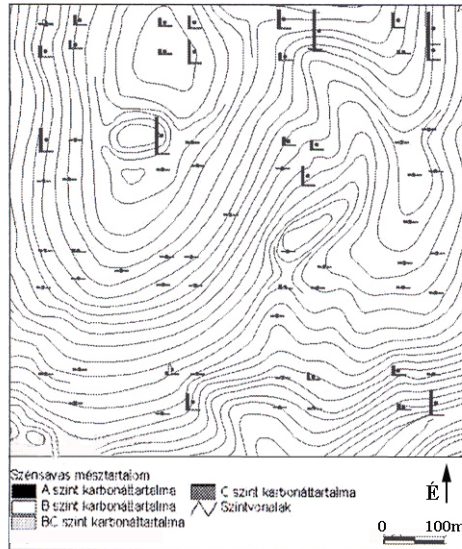 Szénsavas mésztartalom
A szint karbonáttartalma
B szint karbonáttartalma
BC szint karbonáttartalma
C szint karbonáttartalma
Szintvonalak
É
0 100m